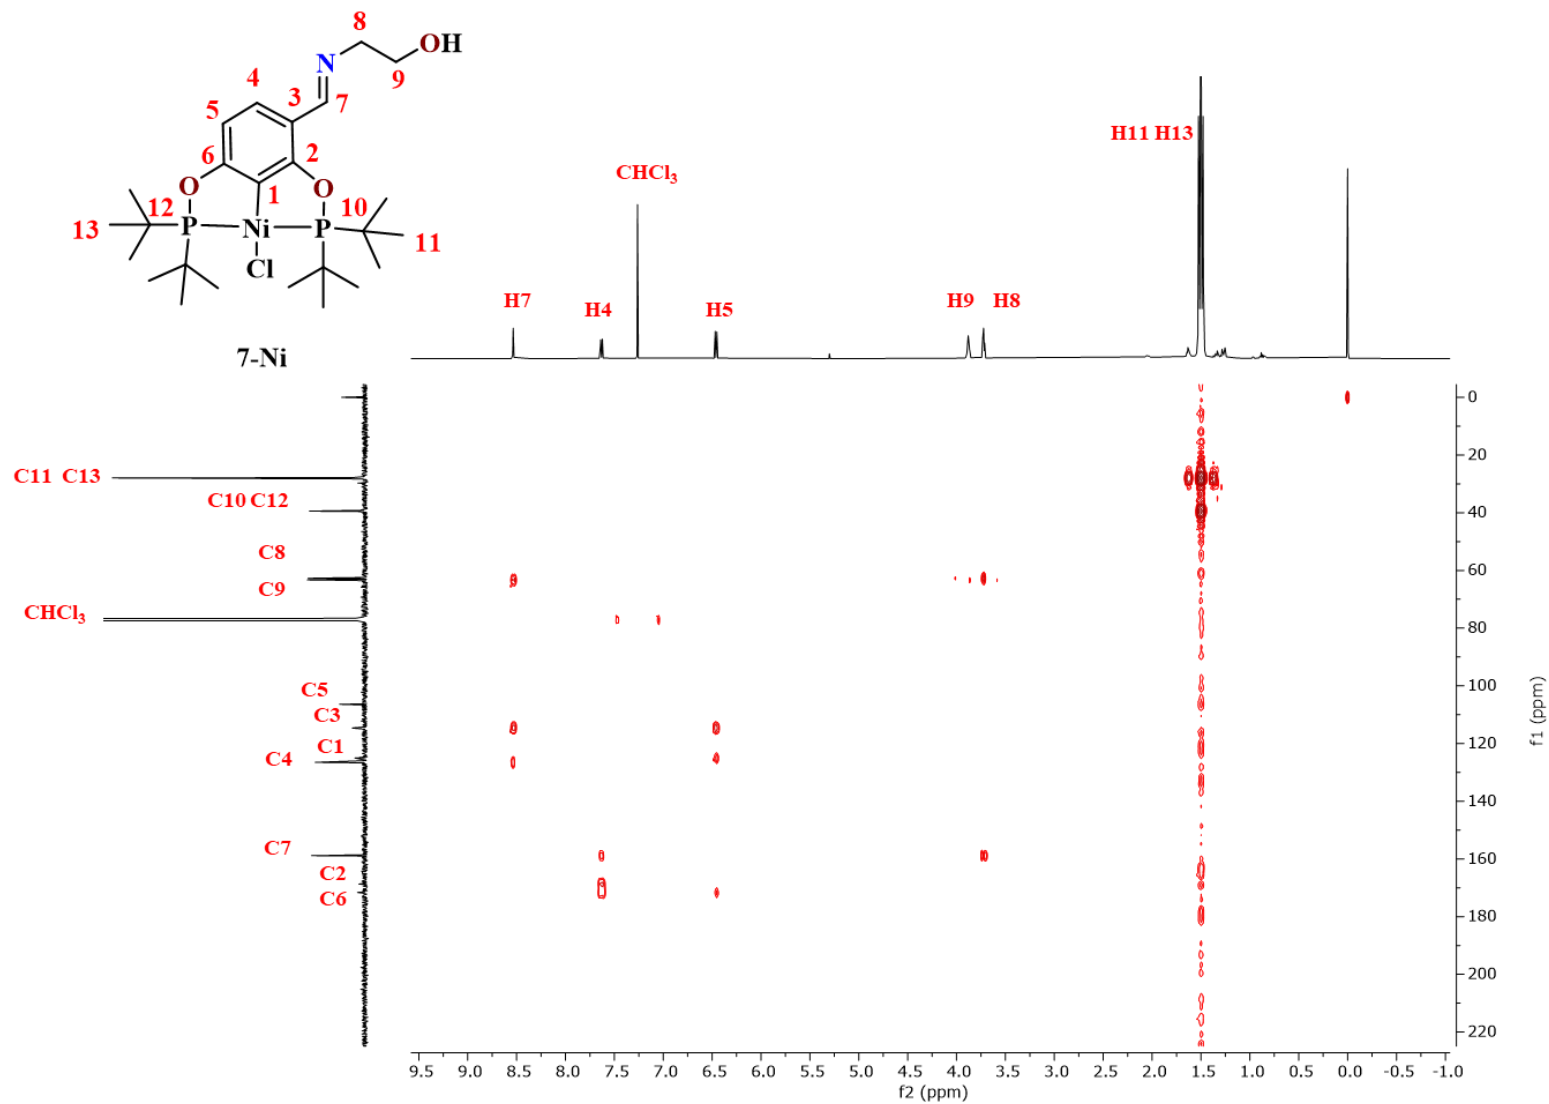 8
OH
N
9
4
3
7
5
6
2
O
O
1
12
10
13
P
Ni
P
11
Cl
7-Ni
H11 H13
CHCl₃
H7
H4
H5
H9
H8
C11 C13
C10 C12
C8
C9
CHCl₃
C5
C3
C1
C4
C7
C2
C6
0
20
40
60
80
100
120
140
160
180
200
220
f1 (ppm)
9.5 9.0 8.5 8.0 7.5 7.0 6.5 6.0 5.5 5.0 4.5 4.0 3.5 3.0 2.5 2.0 1.5 1.0 0.5 0.0 -0.5 -1.0
f2 (ppm)